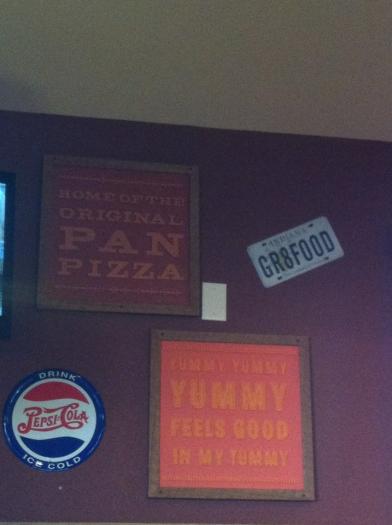 HOME OF THE
ORIGINAL
PAN
PIZZA
INDIANA
GR8FOOD
DRINK
PEPSI-COLA
ICE COLD
YUMMY YUMMY
YUMMY
FEELS GOOD
IN MY TUMMY